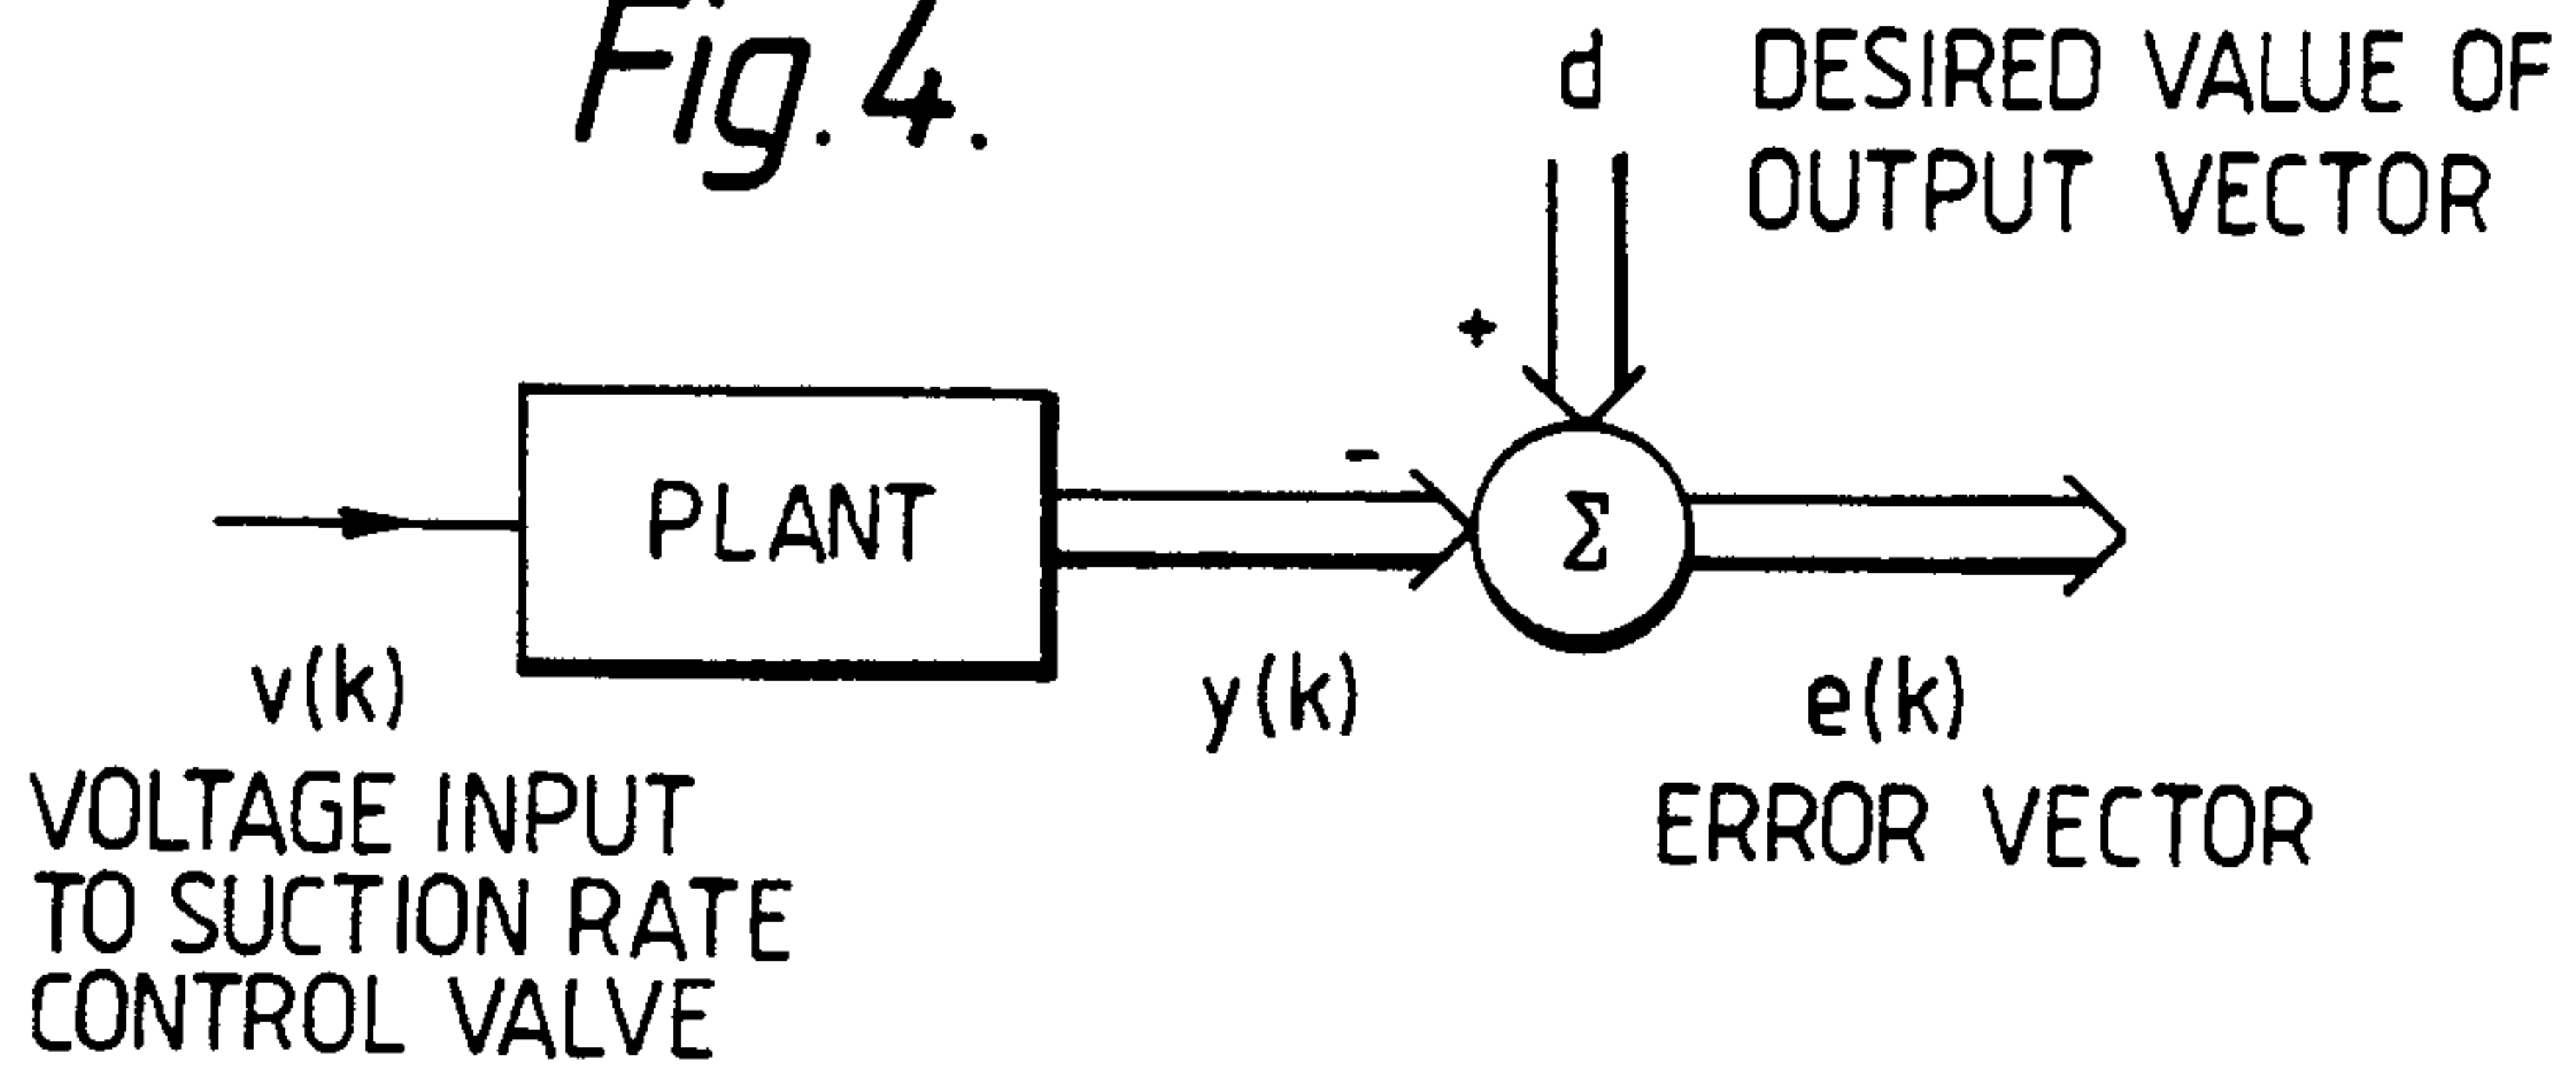 Fig.4.
d DESIRED VALUE OF
OUTPUT VECTOR
+
-
PLANT
Σ
v(k)
y(k)
e(k)
VOLTAGE INPUT
TO SUCTION RATE
CONTROL VALVE
ERROR VECTOR